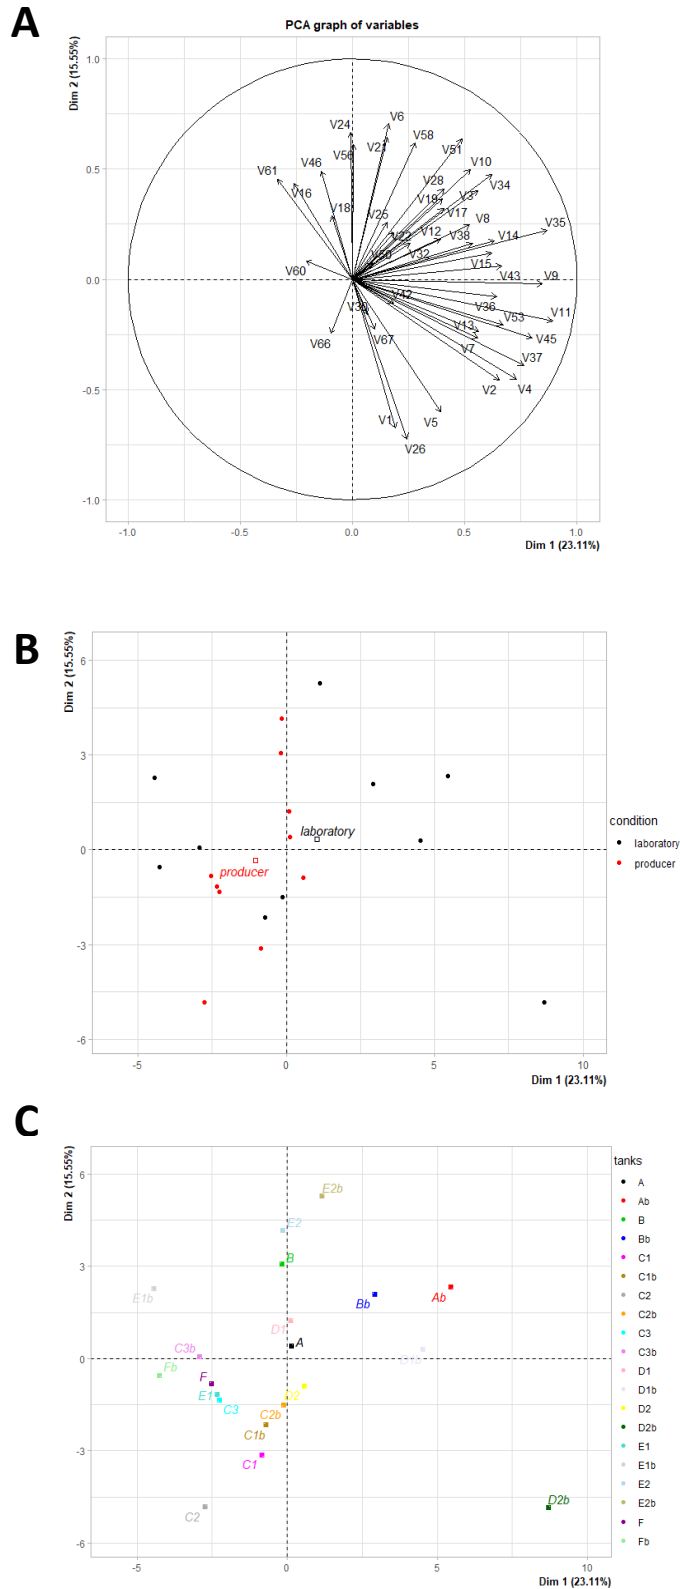 A
PCA graph of variables
Dim 2 (15.55%)
1.0
0.5
0.0
-0.5
-1.0
V6
V24
V21
V58
V56
V51
V10
V46
V61
V16
V28
V3
V34
V19
V18
V25
V17
V8
V35
V22
V12
V38
V14
V50
V32
V15
V60
V43
V9
V42
V30
V36
V53
V11
V13
V66
V67
V7
V45
V37
V2
V4
V1
V5
V26
-1.0
-0.5
0.0
0.5
1.0
Dim 1 (23.11%)
B
Dim 2 (15.55%)
6
3
0
-3
-6
laboratory
producer
condition
laboratory
producer
-5
0
5
10
Dim 1 (23.11%)
C
Dim 2 (15.55%)
6
3
0
-3
-6
E2b
E2
B
E1b
Bb
Ab
D1
A
C3b
D1b
Fb
F
E1
C3
D2
C2b
C1b
C1
C2
D2b
tanks
A
Ab
B
Bb
C1
C1b
C2
C2b
C3
C3b
D1
D1b
D2
D2b
E1
E1b
E2
E2b
F
Fb
-5
0
5
10
Dim 1 (23.11%)